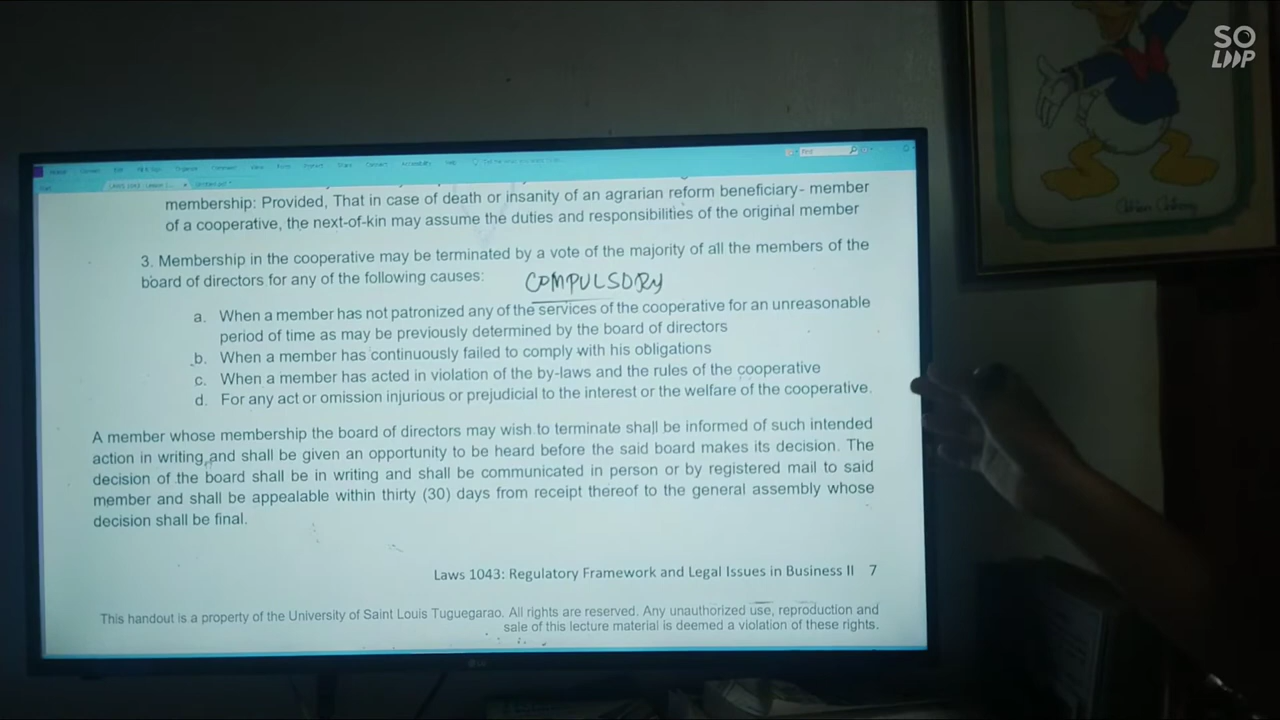 SO
LOOP
membership: Provided, That in case of death or insanity of an agrarian reform beneficiary- member
of a cooperative, the next-of-kin may assume the duties and responsibilities of the original member
3. Membership in the cooperative may be terminated by a vote of the majority of all the members of the
board of directors for any of the following causes:
COMPULSORY
a. When a member has not patronized any of the services of the cooperative for an unreasonable
period of time as may be previously determined by the board of directors
b. When a member has continuously failed to comply with his obligations
c. When a member has acted in violation of the by-laws and the rules of the cooperative
d. For any act or omission injurious or prejudicial to the interest or the welfare of the cooperative.
A member whose membership the board of directors may wish to terminate shall be informed of such intended
action in writing and shall be given an opportunity to be heard before the said board makes its decision. The
decision of the board shall be in writing and shall be communicated in person or by registered mail to said
member and shall be appealable within thirty (30) days from receipt thereof to the general assembly whose
decision shall be final.
Laws 1043: Regulatory Framework and Legal Issues in Business II 7
This handout is a property of the University of Saint Louis Tuguegarao. All rights are reserved. Any unauthorized use, reproduction and
sale of this lecture material is deemed a violation of these rights.
LG